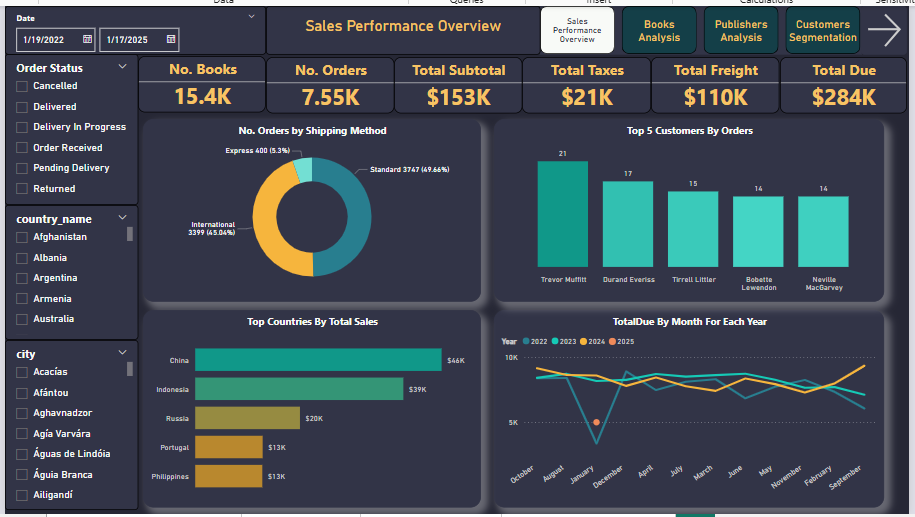 Data
Queries
Insert
Calculations
Date
1/19/2022
1/17/2025
Sales Performance Overview
Sales
Performance
Overview
Books
Analysis
Publishers
Analysis
Customers
Segmentation
Order Status
Cancelled
Delivered
Delivery In Progress
Order Received
Pending Delivery
Returned
country_name
Afghanistan
Albania
Argentina
Armenia
Australia
city
Acacías
Afántou
Aghavnadzor
Agía Varvára
Águas de Lindóia
Águia Branca
Ailigandí
No. Books
15.4K
No. Orders
7.55K
Total Subtotal
$153K
Total Taxes
$21K
Total Freight
$110K
Total Due
$284K
No. Orders by Shipping Method
Express 400 (5.3%)
Standard 3747 (49.66%)
International
3399 (45.04%)
Top 5 Customers By Orders
21
17
15
14
14
Trevor Muffitt
Durand Everiss
Tirrell Littler
Bobette
Lewendon
Neville
MacGarvey
Top Countries By Total Sales
China
$46K
Indonesia
$39K
Russia
$20K
Portugal
$13K
Philippines
$13K
TotalDue By Month For Each Year
Year 2022 2023 2024 2025
10K
5K
October
August
January
December
April
July
March
June
May
November
February
September